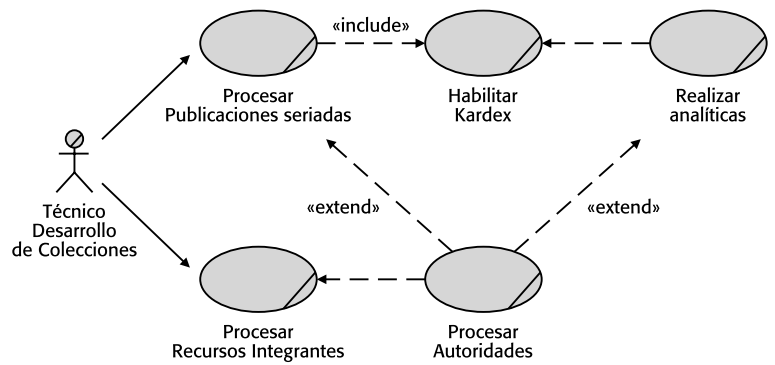 «include»
Procesar
Publicaciones seriadas
Habilitar
Kardex
Realizar
analíticas
Técnico
Desarrollo
de Colecciones
«extend»
«extend»
Procesar
Recursos Integrantes
Procesar
Autoridades